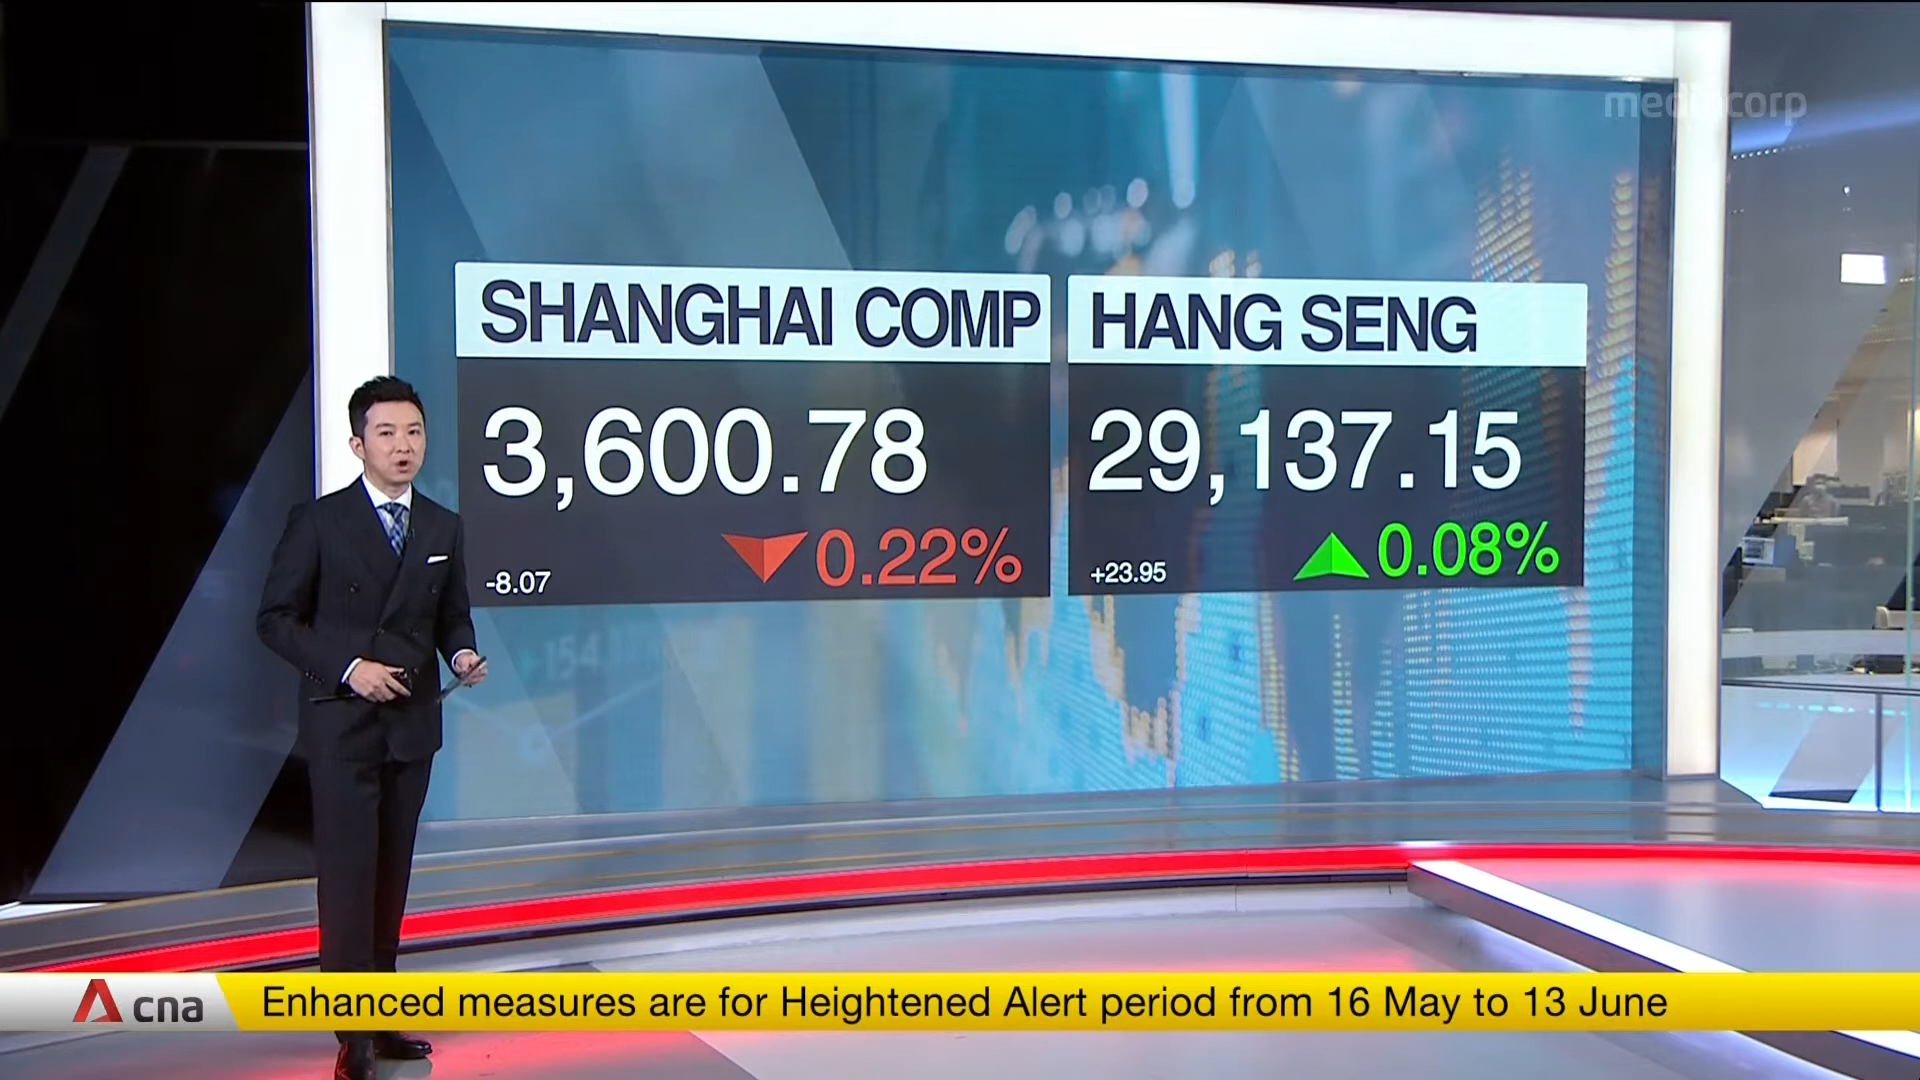 mediacorp
SHANGHAI COMP
3,600.78
-8.07
0.22%
HANG SENG
29,137.15
+23.95
0.08%
cna
Enhanced measures are for Heightened Alert period from 16 May to 13 June